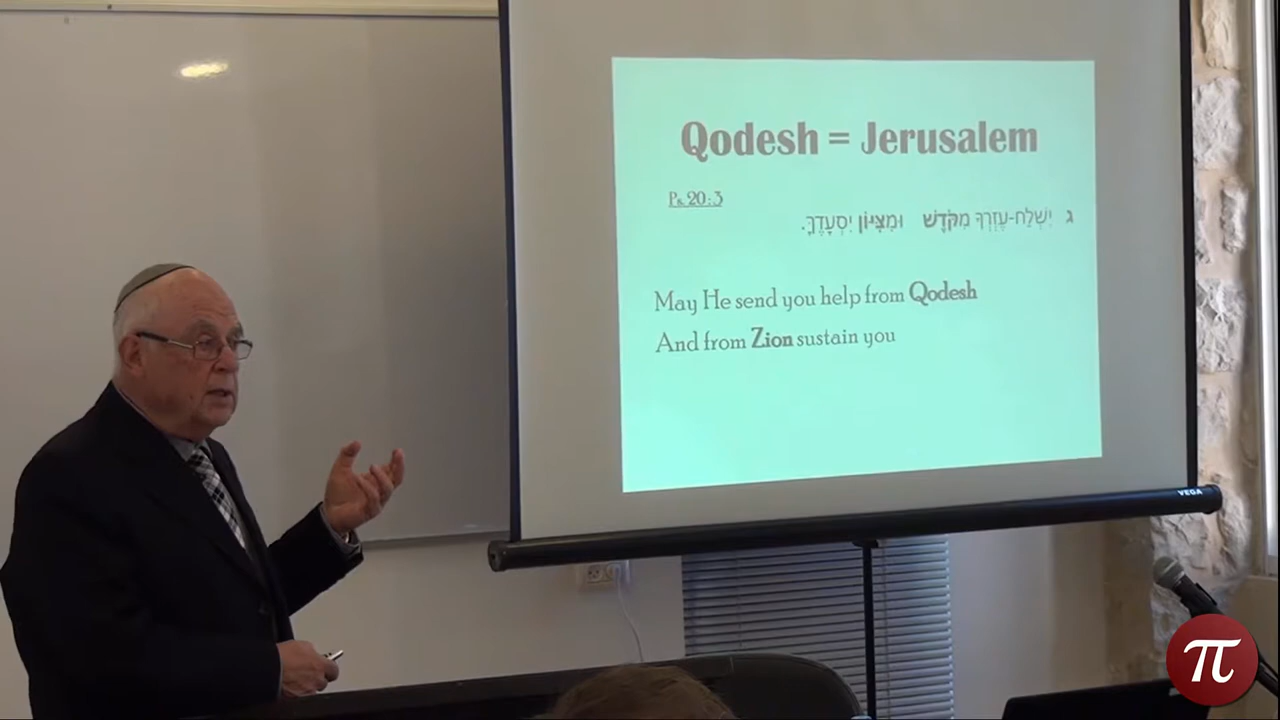 Qodesh = Jerusalem
Ps. 20:3
ג יִשְׁלַח-עֶזְרְךָ מִקֹּדֶשׁ וּמִצִּיּוֹן יִסְעָדֶךָּ.
May He send you help from Qodesh
And from Zion sustain you
VEGA
π